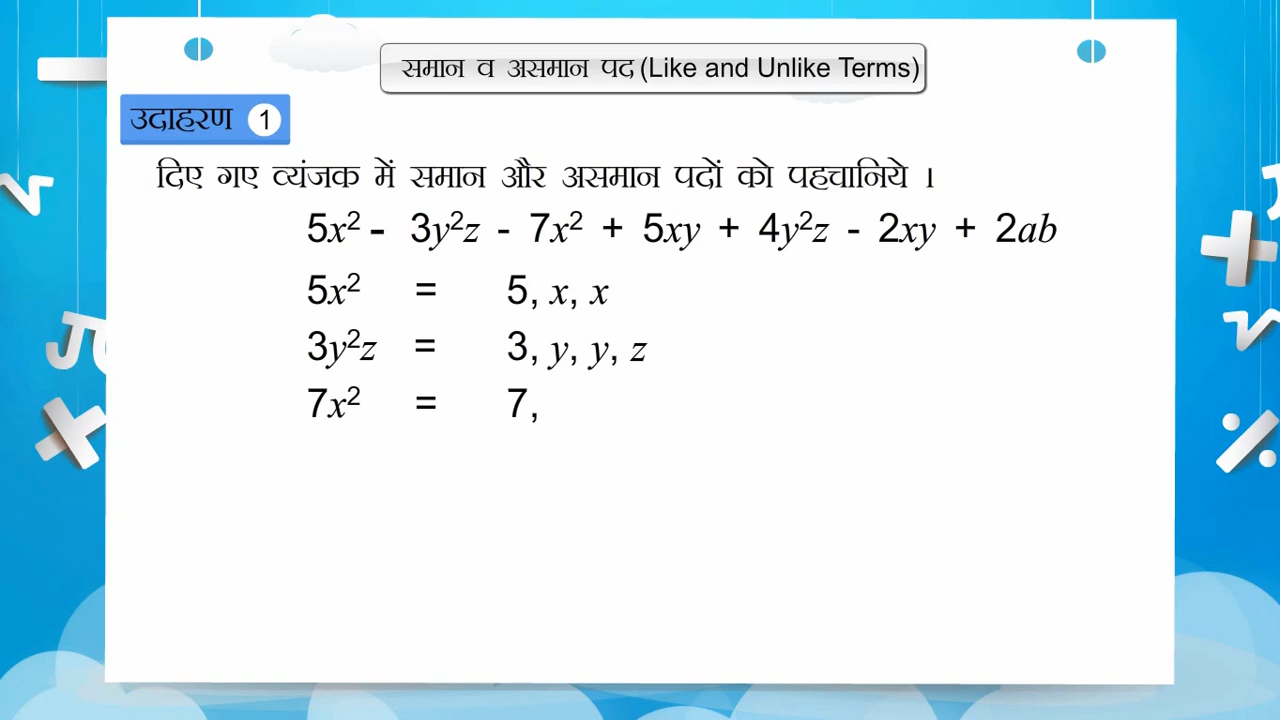 समान व असमान पद (Like and Unlike Terms)
उदाहरण 1
दिए गए व्यंजक में समान और असमान पदों को पहचानिये ।
5x² - 3y²z - 7x² + 5xy + 4y²z - 2xy + 2ab
5x² = 5, x, x
3y²z = 3, y, y, z
7x² = 7,